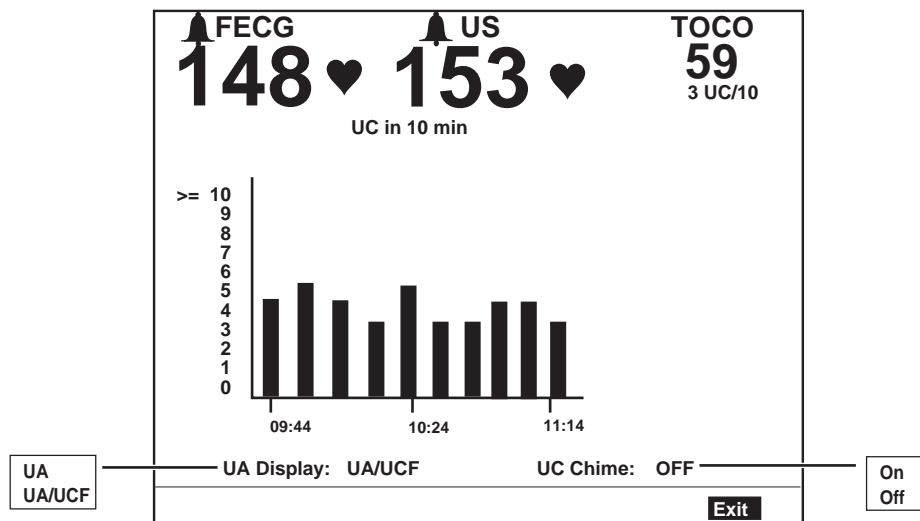 FECG
US
TOCO
148
153
59
3 UC/10
UC in 10 min
>= 10
9
8
7
6
5
4
3
2
1
0
09:44
10:24
11:14
UA
UA/UCF
UA Display: UA/UCF
UC Chime: OFF
On
Off
Exit